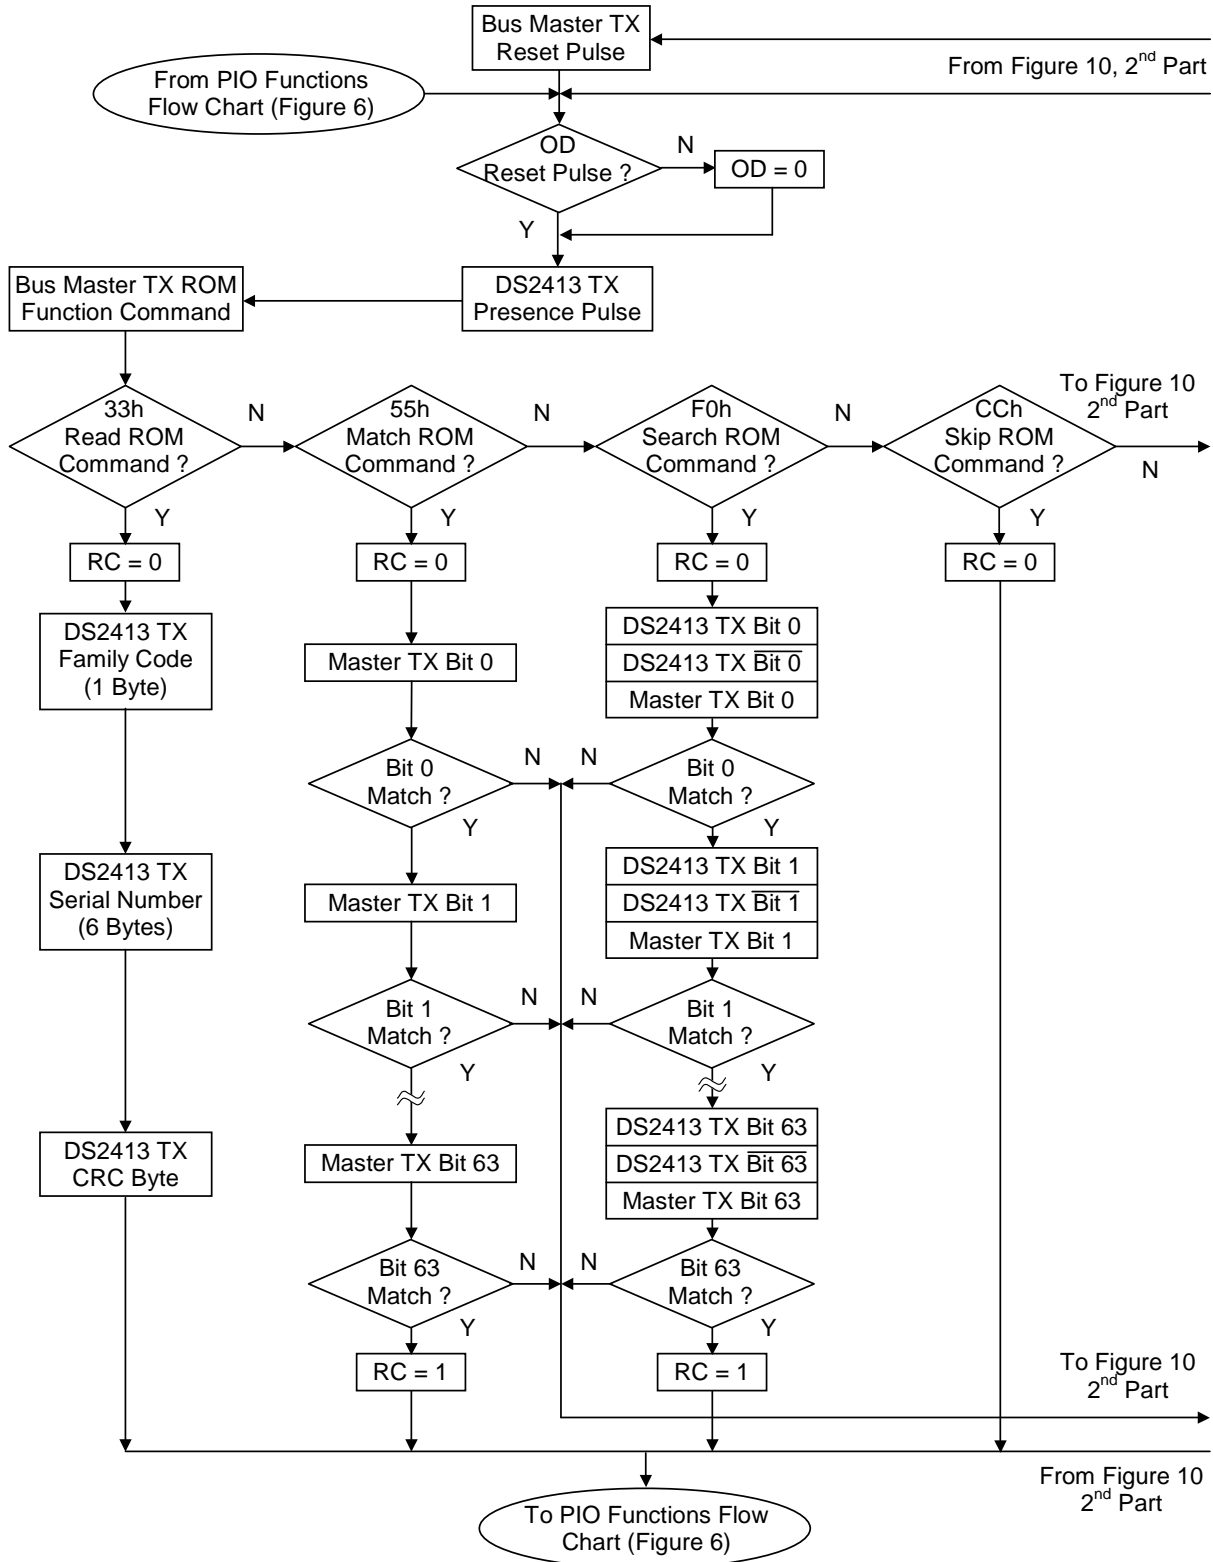 Bus Master TX
Reset Pulse
From Figure 10, 2nd Part
From PIO Functions
Flow Chart (Figure 6)
OD
Reset Pulse ?
N
OD = 0
Y
Bus Master TX ROM
Function Command
DS2413 TX
Presence Pulse
To Figure 10
2nd Part
33h
Read ROM
Command ?
N
55h
Match ROM
Command ?
N
F0h
Search ROM
Command ?
N
CCh
Skip ROM
Command ?
N
Y
Y
Y
Y
RC = 0
RC = 0
RC = 0
RC = 0
DS2413 TX
Family Code
(1 Byte)
Master TX Bit 0
DS2413 TX Bit 0
DS2413 TX B̅i̅t̅ ̅0̅
Master TX Bit 0
Bit 0
Match ?
N
N
Bit 0
Match ?
Y
Y
DS2413 TX
Serial Number
(6 Bytes)
Master TX Bit 1
DS2413 TX Bit 1
DS2413 TX B̅i̅t̅ ̅1̅
Master TX Bit 1
Bit 1
Match ?
N
N
Bit 1
Match ?
Y
Y
DS2413 TX
CRC Byte
Master TX Bit 63
DS2413 TX Bit 63
DS2413 TX B̅i̅t̅ ̅6̅3̅
Master TX Bit 63
Bit 63
Match ?
N
N
Bit 63
Match ?
Y
Y
RC = 1
RC = 1
To Figure 10
2nd Part
From Figure 10
2nd Part
To PIO Functions Flow
Chart (Figure 6)